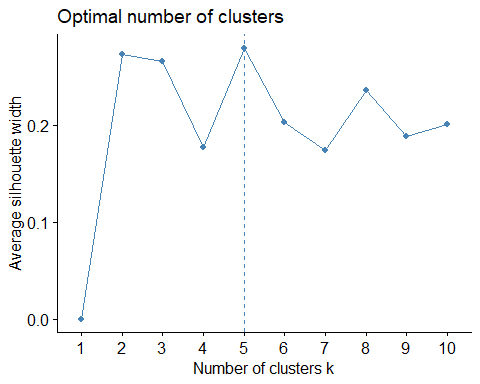 Optimal number of clusters
Average silhouette width
0.2
0.1
0.0
1 2 3 4 5 6 7 8 9 10
Number of clusters k